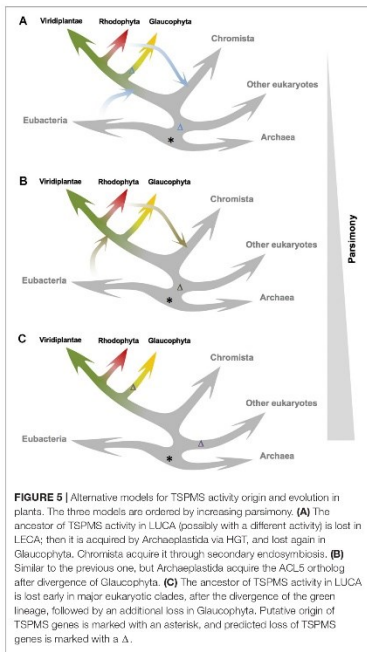 A
Viridiplantae Rhodophyta Glaucophyta
Chromista
Other eukaryotes
Eubacteria
Δ
*
Archaea
B
Viridiplantae Rhodophyta Glaucophyta
Chromista
Other eukaryotes
Eubacteria
Δ
*
Archaea
Parsimony
C
Viridiplantae Rhodophyta Glaucophyta
Δ
Chromista
Other eukaryotes
Eubacteria
Δ
*
Archaea
FIGURE 5 | Alternative models for TSPMS activity origin and evolution in
plants. The three models are ordered by increasing parsimony. (A) The
ancestor of TSPMS activity in LUCA (possibly with a different activity) is lost in
LECA; then it is acquired by Archaeplastida via HGT, and lost again in
Glaucophyta. Chromista acquire it through secondary endosymbiosis. (B)
Similar to the previous one, but Archaeplastida acquire the ACL5 ortholog
after divergence of Glaucophyta. (C) The ancestor of TSPMS activity in LUCA
is lost early in major eukaryotic clades, after the divergence of the green
lineage, followed by an additional loss in Glaucophyta. Putative origin of
TSPMS genes is marked with an asterisk, and predicted loss of TSPMS
genes is marked with a Δ.